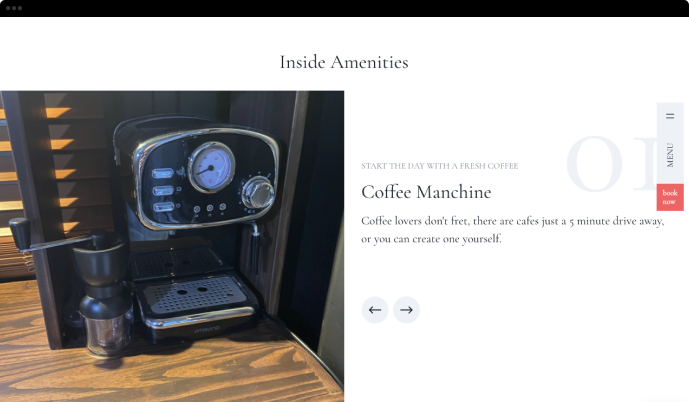 Inside Amenities
START THE DAY WITH A FRESH COFFEE
01
Coffee Manchine
Coffee lovers don't fret, there are cafes just a 5 minute drive away,
or you can create one yourself.
MENU
book
now